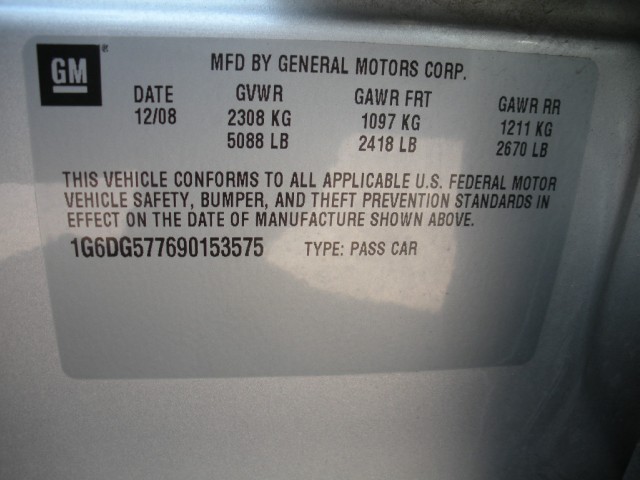 GM ®
MFD BY GENERAL MOTORS CORP.
DATE GVWR GAWR FRT GAWR RR
12/08 2308 KG 1097 KG 1211 KG
5088 LB 2418 LB 2670 LB
THIS VEHICLE CONFORMS TO ALL APPLICABLE U.S. FEDERAL MOTOR
VEHICLE SAFETY, BUMPER, AND THEFT PREVENTION STANDARDS IN
EFFECT ON THE DATE OF MANUFACTURE SHOWN ABOVE.
1G6DG577690153575 TYPE: PASS CAR